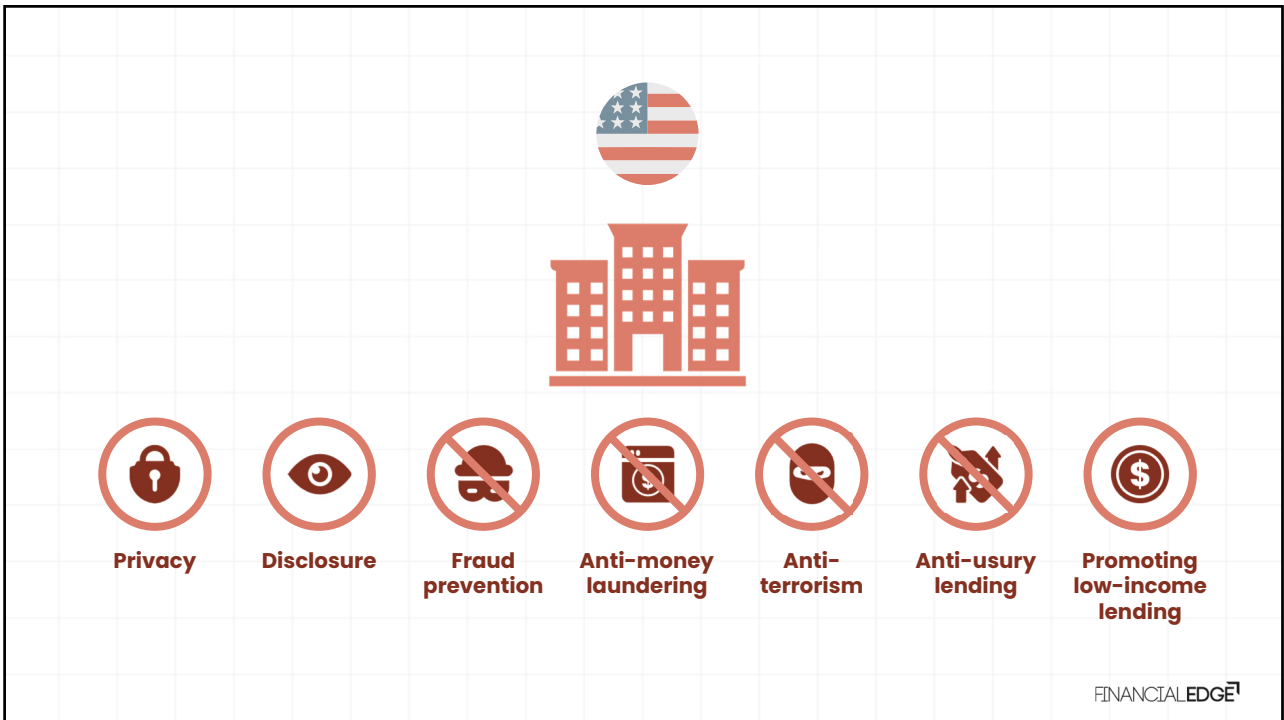 Privacy
Disclosure
Fraud
prevention
Anti-money
laundering
Anti-
terrorism
Anti-usury
lending
Promoting
low-income
lending
FINANCIALEDGE